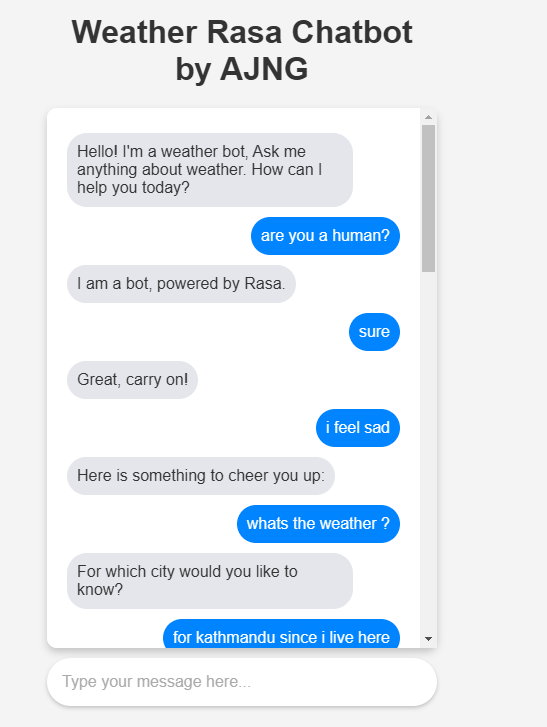 Weather Rasa Chatbot
by AJNG
Hello! I'm a weather bot, Ask me
anything about weather. How can I
help you today?
are you a human?
I am a bot, powered by Rasa.
sure
Great, carry on!
i feel sad
Here is something to cheer you up:
whats the weather ?
For which city would you like to
know?
for kathmandu since i live here
Type your message here...